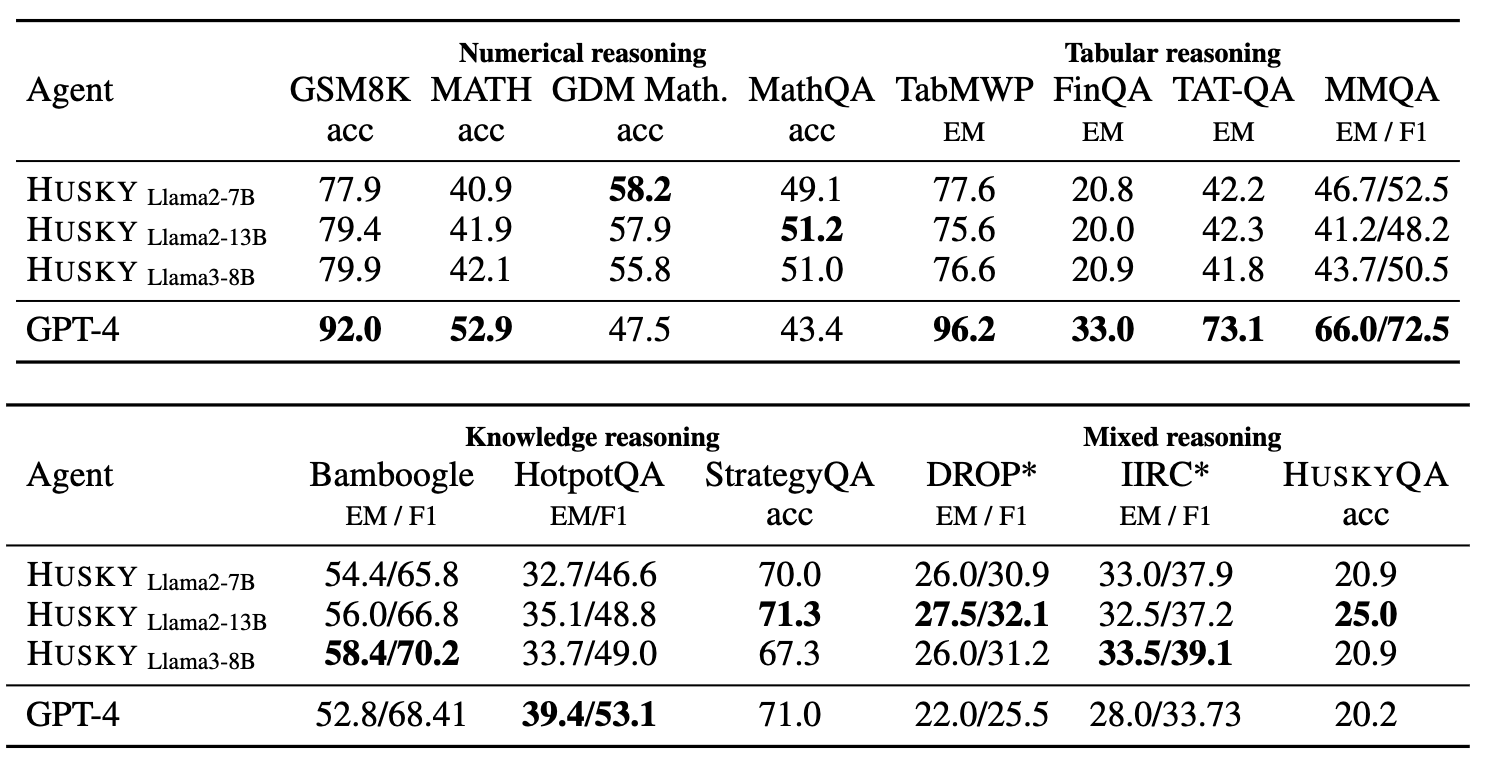 Numerical reasoning Tabular reasoning
Agent GSM8K MATH GDM Math. MathQA TabMWP FinQA TAT-QA MMQA
acc acc acc acc EM EM EM EM / F1
HUSKY Llama2-7B 77.9 40.9 58.2 49.1 77.6 20.8 42.2 46.7/52.5
HUSKY Llama2-13B 79.4 41.9 57.9 51.2 75.6 20.0 42.3 41.2/48.2
HUSKY Llama3-8B 79.9 42.1 55.8 51.0 76.6 20.9 41.8 43.7/50.5
GPT-4 92.0 52.9 47.5 43.4 96.2 33.0 73.1 66.0/72.5
Knowledge reasoning Mixed reasoning
Agent Bamboogle HotpotQA StrategyQA DROP* IIRC* HUSKYQA
EM / F1 EM/F1 acc EM / F1 EM / F1 acc
HUSKY Llama2-7B 54.4/65.8 32.7/46.6 70.0 26.0/30.9 33.0/37.9 20.9
HUSKY Llama2-13B 56.0/66.8 35.1/48.8 71.3 27.5/32.1 32.5/37.2 25.0
HUSKY Llama3-8B 58.4/70.2 33.7/49.0 67.3 26.0/31.2 33.5/39.1 20.9
GPT-4 52.8/68.41 39.4/53.1 71.0 22.0/25.5 28.0/33.73 20.2